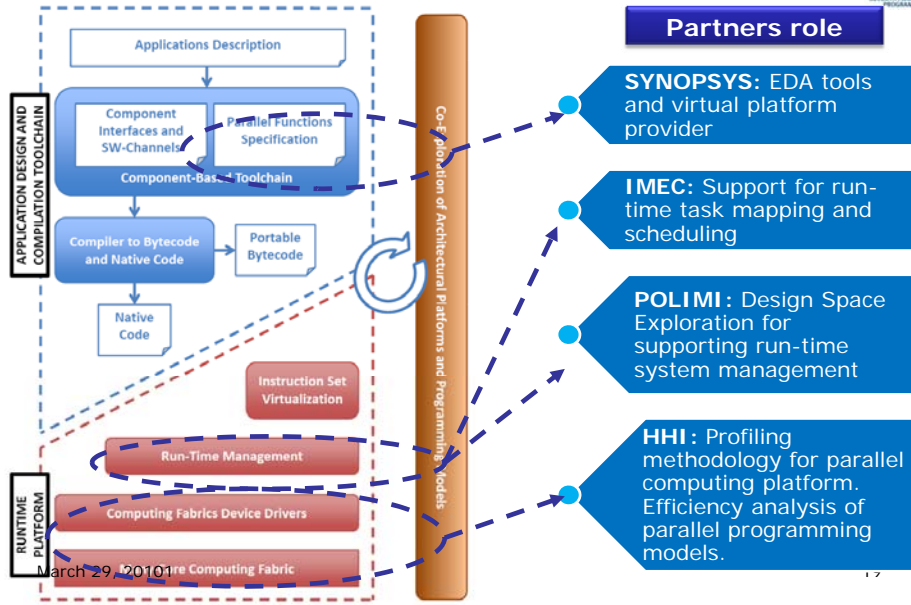 PROGRAM
Partners role
Applications Description
APPLICATION DESIGN AND
COMPILATION TOOLCHAIN
Component
Interfaces and
SW-Channels
Parallel Functions
Specification
Component-Based Toolchain
Compiler to Bytecode
and Native Code
Portable
Bytecode
Native
Code
Instruction Set
Virtualization
Run-Time Management
RUNTIME
PLATFORM
Computing Fabrics Device Drivers
Computing Fabric
March 29, 20101
Co-Exploration of Architectural Platforms and Programming Models
SYNOPSYS: EDA tools
and virtual platform
provider
IMEC: Support for run-
time task mapping and
scheduling
POLIMI: Design Space
Exploration for
supporting run-time
system management
HHI: Profiling
methodology for parallel
computing platform.
Efficiency analysis of
parallel programming
models.